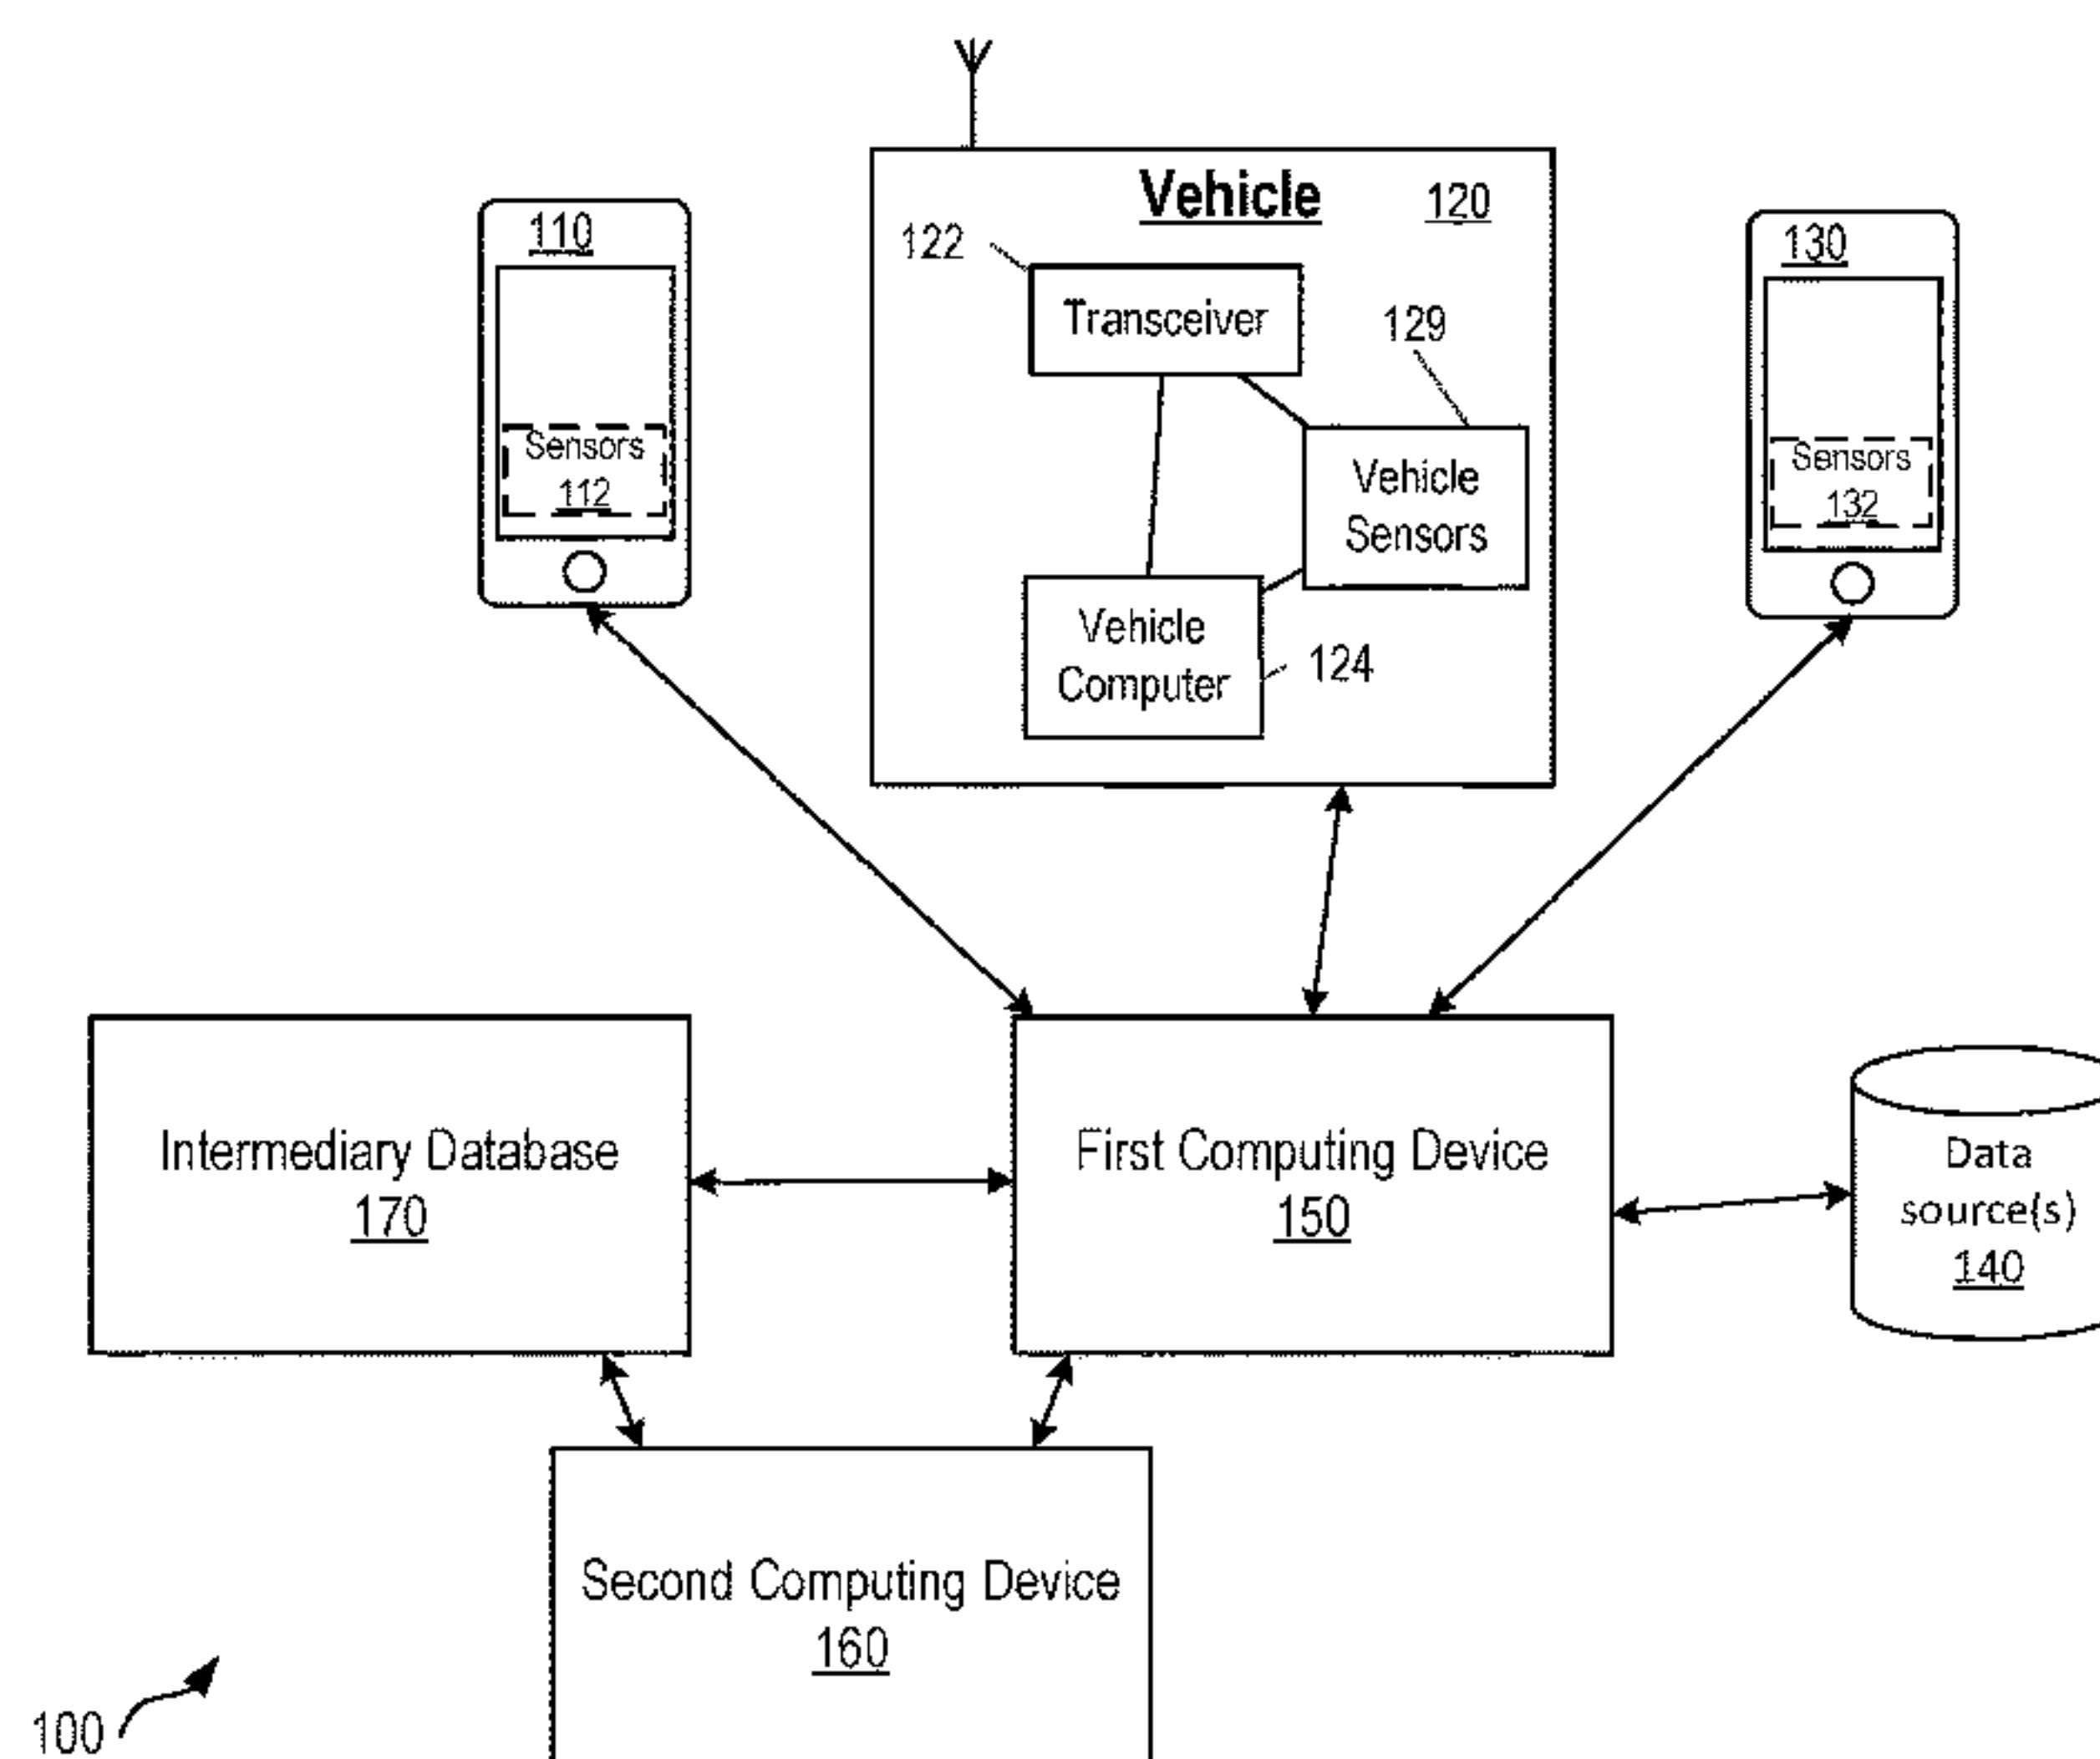 Vehicle 120
110
122
130
Transceiver
129
Sensors
112
Vehicle
Sensors
Sensors
132
Vehicle
Computer
124
Intermediary Database
170
First Computing Device
150
Data
source(s)
140
Second Computing Device
160
100